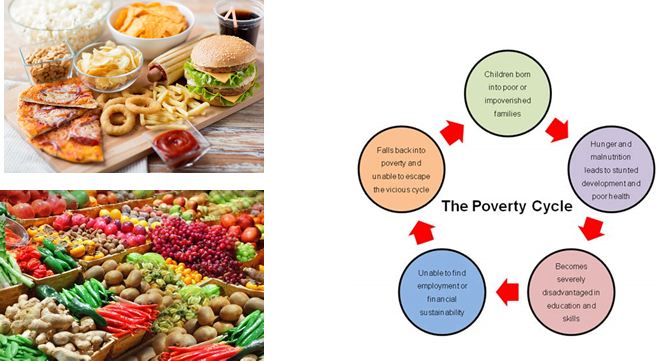 Children born
into poor or
impoverished
families
Hunger and
malnutrition
leads to stunted
development and
poor health
Becomes
severely
disadvantaged in
education and
skills
Unable to find
employment or
financial
sustainability
Falls back into
poverty and
unable to escape
the vicious cycle
The Poverty Cycle